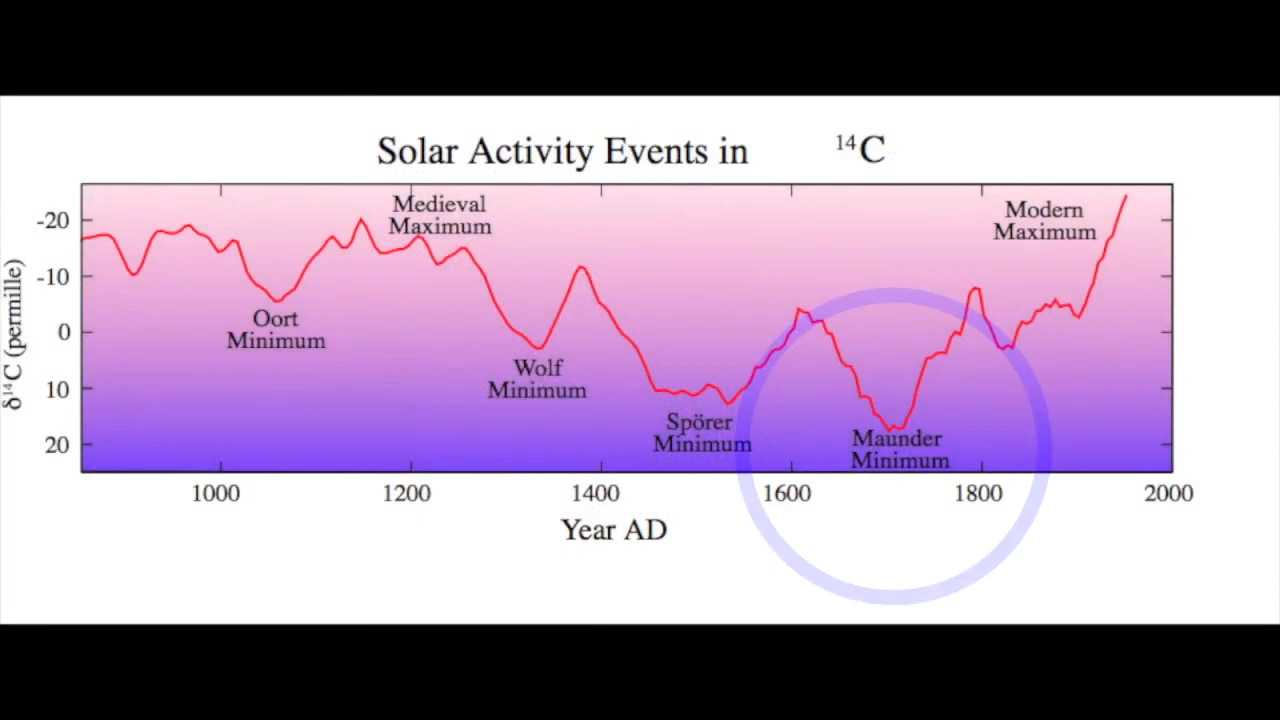 Solar Activity Events in ¹⁴C
Medieval
Maximum
Modern
Maximum
Oort
Minimum
Wolf
Minimum
Spörer
Minimum
Maunder
Minimum
-20
-10
0
10
20
δ¹⁴C (permille)
1000 1200 1400 1600 1800 2000
Year AD